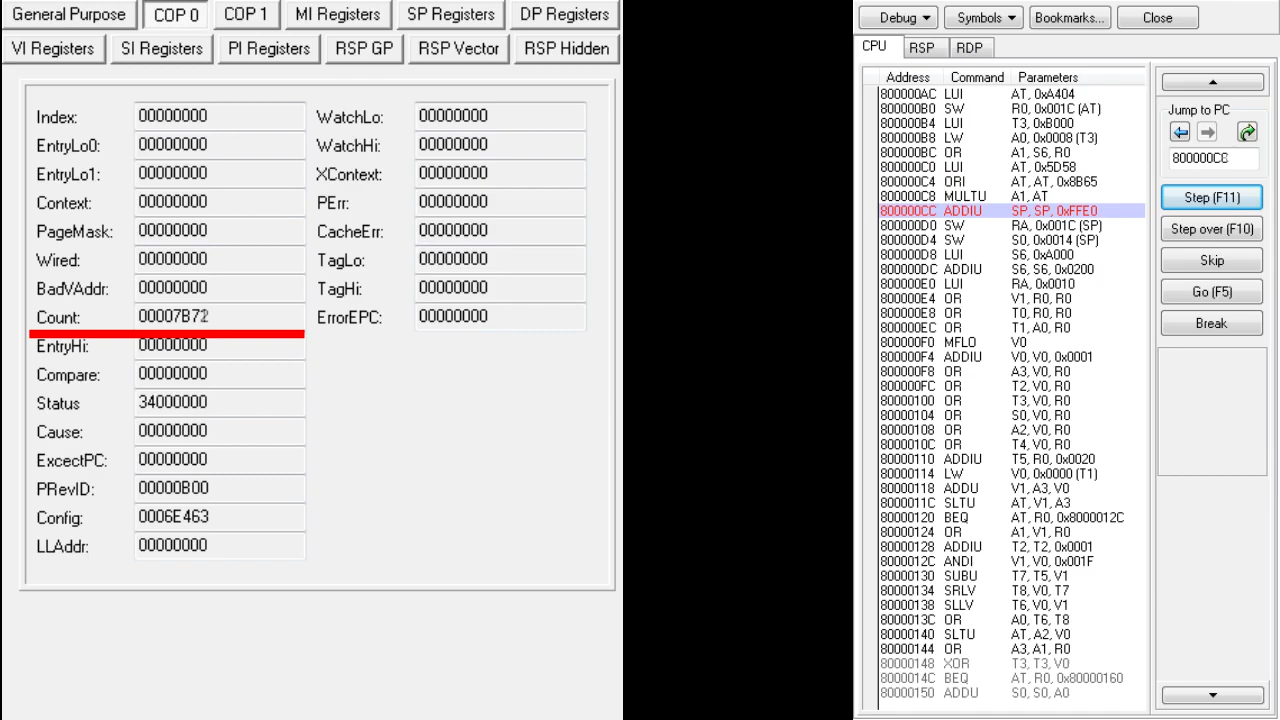 General Purpose COP 0 COP 1 MI Registers SP Registers DP Registers
VI Registers SI Registers PI Registers RSP GP RSP Vector RSP Hidden
Index: 00000000 WatchLo: 00000000
EntryLo0: 00000000 WatchHi: 00000000
EntryLo1: 00000000 XContext: 00000000
Context: 00000000 PErr: 00000000
PageMask: 00000000 CacheErr: 00000000
Wired: 00000000 TagLo: 00000000
BadVAddr: 00000000 TagHi: 00000000
Count: 00007B72 ErrorEPC: 00000000
EntryHi: 00000000
Compare: 00000000
Status 34000000
Cause: 00000000
ExcectPC: 00000000
PRevID: 00000B00
Config: 0006E463
LLAddr: 00000000
Debug Symbols Bookmarks... Close
CPU RSP RDP
Address Command Parameters
800000AC LUI AT, 0xA404
800000B0 SW R0, 0x001C (AT)
800000B4 LUI T3, 0xB000
800000B8 LW A0, 0x0008 (T3)
800000BC OR A1, S6, R0
800000C0 LUI AT, 0x5D58
800000C4 ORI AT, AT, 0x8B65
800000C8 MULTU A1, AT
800000CC ADDIU SP, SP, 0xFFE0
800000D0 SW RA, 0x001C (SP)
800000D4 SW S0, 0x0014 (SP)
800000D8 LUI S6, 0xA000
800000DC ADDIU S6, S6, 0x0200
800000E0 LUI RA, 0x0010
800000E4 OR V1, R0, R0
800000E8 OR T0, R0, R0
800000EC OR T1, A0, R0
800000F0 MFLO V0
800000F4 ADDIU V0, V0, 0x0001
800000F8 OR A3, V0, R0
800000FC OR T2, V0, R0
80000100 OR T3, V0, R0
80000104 OR S0, V0, R0
80000108 OR A2, V0, R0
8000010C OR T4, V0, R0
80000110 ADDIU T5, R0, 0x0020
80000114 LW V0, 0x0000 (T1)
80000118 ADDU V1, A3, V0
8000011C SLTU AT, V1, A3
80000120 BEQ AT, R0, 0x8000012C
80000124 OR A1, V1, R0
80000128 ADDIU T2, T2, 0x0001
8000012C ANDI V1, V0, 0x001F
80000130 SUBU T7, T5, V1
80000134 SRLV T8, V0, T7
80000138 SLLV T6, V0, V1
8000013C OR A0, T6, T8
80000140 SLTU AT, A2, V0
80000144 OR A3, A1, R0
80000148 XOR T3, T3, V0
8000014C BEQ AT, R0, 0x80000160
80000150 ADDU S0, S0, A0
Jump to PC
800000CC
Step (F11)
Step over (F10)
Skip
Go (F5)
Break